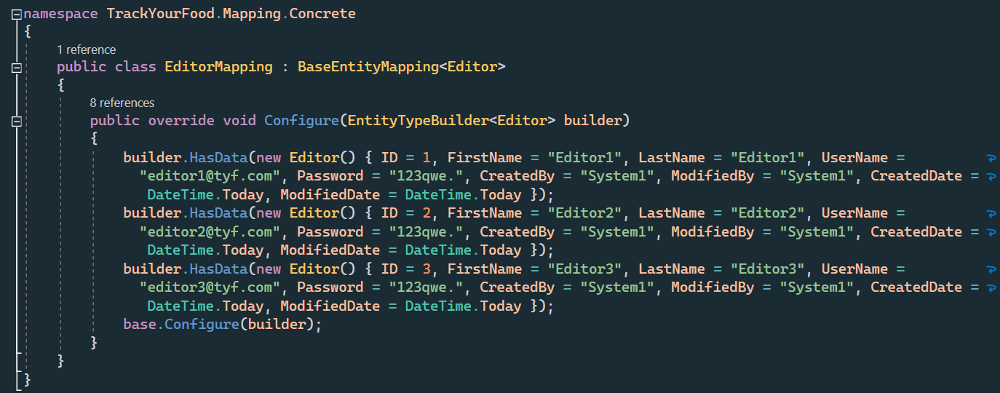 namespace TrackYourFood.Mapping.Concrete
{
1 reference
public class EditorMapping : BaseEntityMapping<Editor>
{
8 references
public override void Configure(EntityTypeBuilder<Editor> builder)
{
builder.HasData(new Editor() { ID = 1, FirstName = "Editor1", LastName = "Editor1", UserName =
"editor1@tyf.com", Password = "123qwe.", CreatedBy = "System1", ModifiedBy = "System1", CreatedDate =
DateTime.Today, ModifiedDate = DateTime.Today });
builder.HasData(new Editor() { ID = 2, FirstName = "Editor2", LastName = "Editor2", UserName =
"editor2@tyf.com", Password = "123qwe.", CreatedBy = "System1", ModifiedBy = "System1", CreatedDate =
DateTime.Today, ModifiedDate = DateTime.Today });
builder.HasData(new Editor() { ID = 3, FirstName = "Editor3", LastName = "Editor3", UserName =
"editor3@tyf.com", Password = "123qwe.", CreatedBy = "System1", ModifiedBy = "System1", CreatedDate =
DateTime.Today, ModifiedDate = DateTime.Today });
base.Configure(builder);
}
}
}